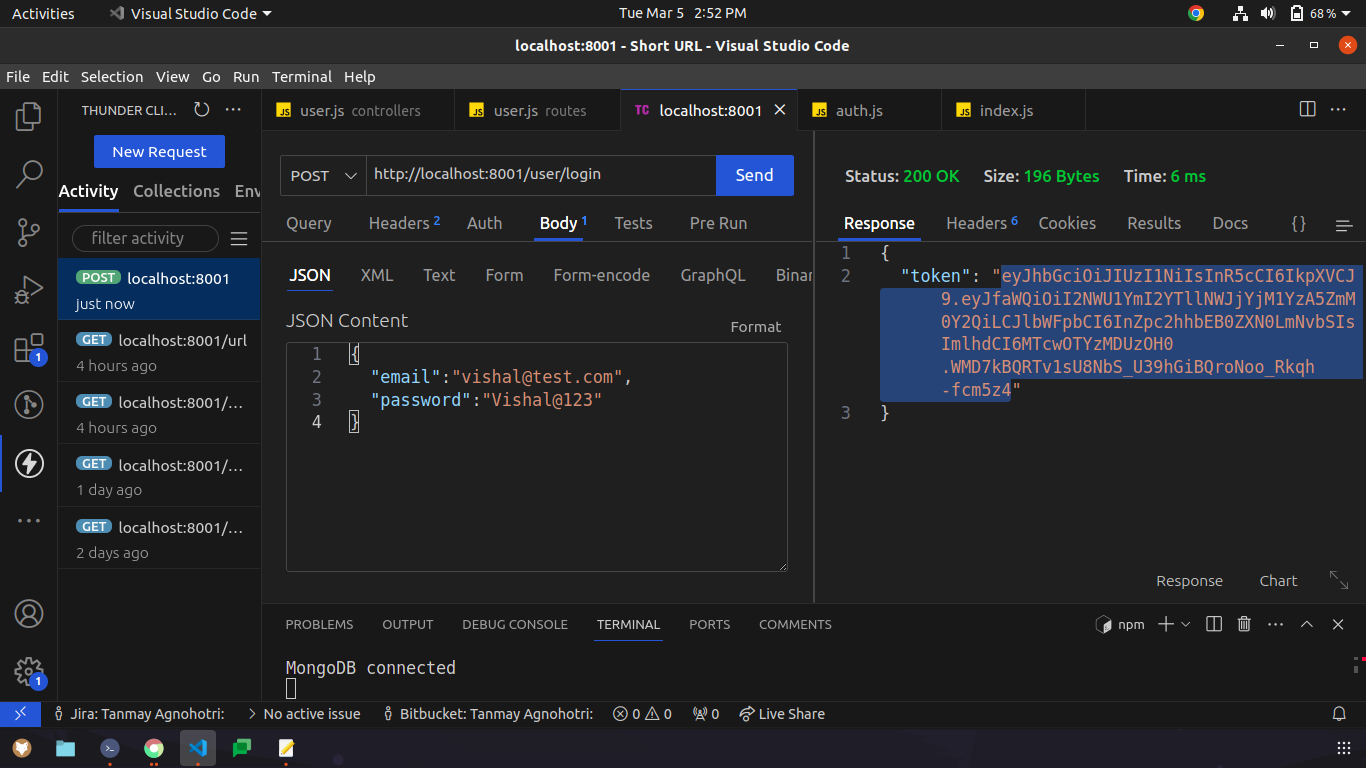 Activities
Visual Studio Code
Tue Mar 5 2:52 PM
68 %
localhost:8001 - Short URL - Visual Studio Code
File Edit Selection View Go Run Terminal Help
THUNDER CLI...
New Request
Activity Collections Env
filter activity
POST localhost:8001
just now
GET localhost:8001/url
4 hours ago
GET localhost:8001/...
4 hours ago
GET localhost:8001/...
1 day ago
GET localhost:8001/...
2 days ago
1
1
JS user.js controllers
JS user.js routes
TC localhost:8001
JS auth.js
JS index.js
POST http://localhost:8001/user/login Send
Query Headers 2 Auth Body 1 Tests Pre Run
JSON XML Text Form Form-encode GraphQL Binar
JSON Content
Format
1 {
2 "email":"vishal@test.com",
3 "password":"Vishal@123"
4 }
Status: 200 OK Size: 196 Bytes Time: 6 ms
Response Headers 6 Cookies Results Docs {}
1 {
2 "token": "eyJhbGciOiJIUzI1NiIsInR5cCI6IkpXVCJ
9.eyJfaWQiOiI2NWU1YmI2YTllNWJjYjM1YzA5ZmM
0Y2QiLCJlbWFpbCI6InZpc2hhbEB0ZXN0LmNvbSIs
ImlhdCI6MTcwOTYzMDUzOH0
.WMD7kBQRTv1sU8NbS_U39hGiBQroNoo_Rkqh
-fcm5z4"
3 }
Response Chart
PROBLEMS OUTPUT DEBUG CONSOLE TERMINAL PORTS COMMENTS
npm
MongoDB connected
Jira: Tanmay Agnohotri: No active issue Bitbucket: Tanmay Agnohotri: 0 0 0 Live Share